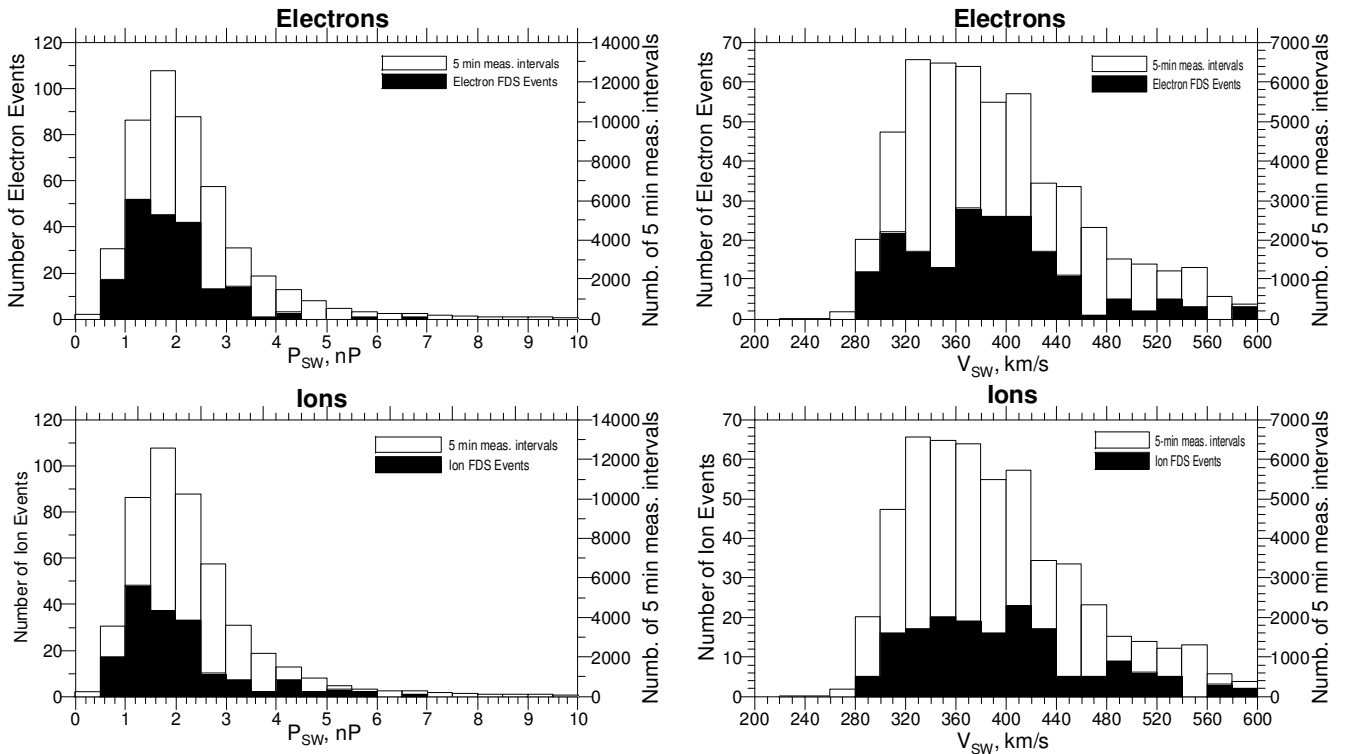 Electrons
120
100
80
60
40
20
0
Number of Electron Events
5 min meas. intervals
Electron FDS Events
14000
12000
10000
8000
6000
4000
2000
0
Numb. of 5 min meas. intervals
0 1 2 3 4 5 6 7 8 9 10
P_SW, nP
Electrons
70
60
50
40
30
20
10
0
Number of Electron Events
5-min meas. intervals
Electron FDS Events
7000
6000
5000
4000
3000
2000
1000
0
Numb. of 5 min meas. intervals
200 240 280 320 360 400 440 480 520 560 600
V_SW, km/s
Ions
120
100
80
60
40
20
0
Number of Ion Events
5 min meas. intervals
Ion FDS Events
14000
12000
10000
8000
6000
4000
2000
0
Numb. of 5 min meas. intervals
0 1 2 3 4 5 6 7 8 9 10
P_SW, nP
Ions
70
60
50
40
30
20
10
0
Number of Ion Events
5-min meas. intervals
Ion FDS Events
7000
6000
5000
4000
3000
2000
1000
0
Numb. of 5 min meas. intervals
200 240 280 320 360 400 440 480 520 560 600
V_SW, km/s